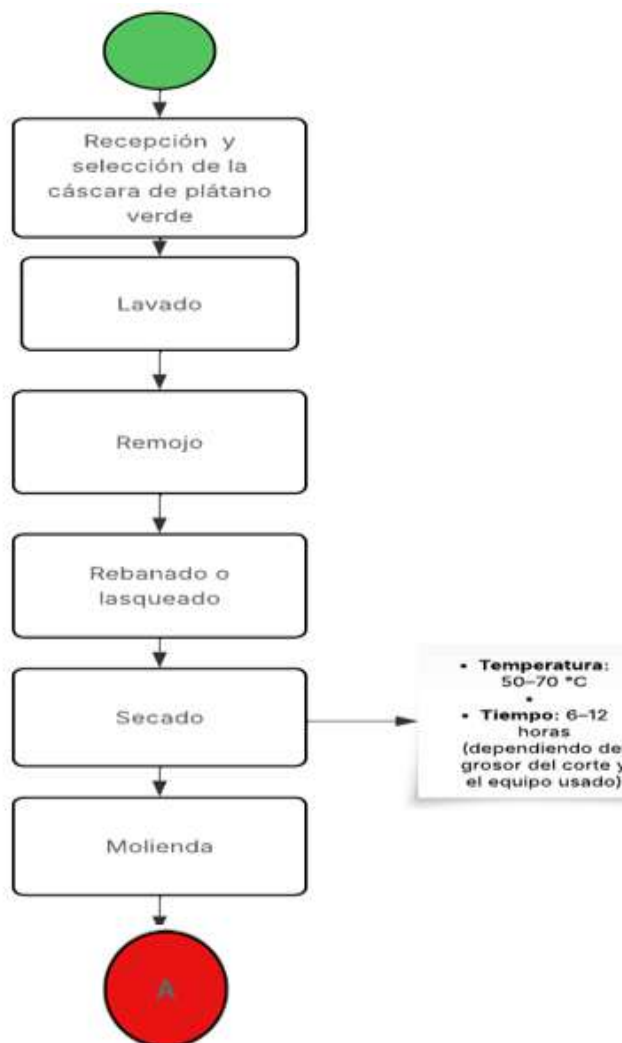 Recepción y
selección de la
cáscara de plátano
verde
Lavado
Remojo
Rebanado o
lasqueado
Secado
• Temperatura:
50–70 °C
•
• Tiempo: 6–12
horas
(dependiendo de
grosor del corte y
el equipo usado)
Molienda
A